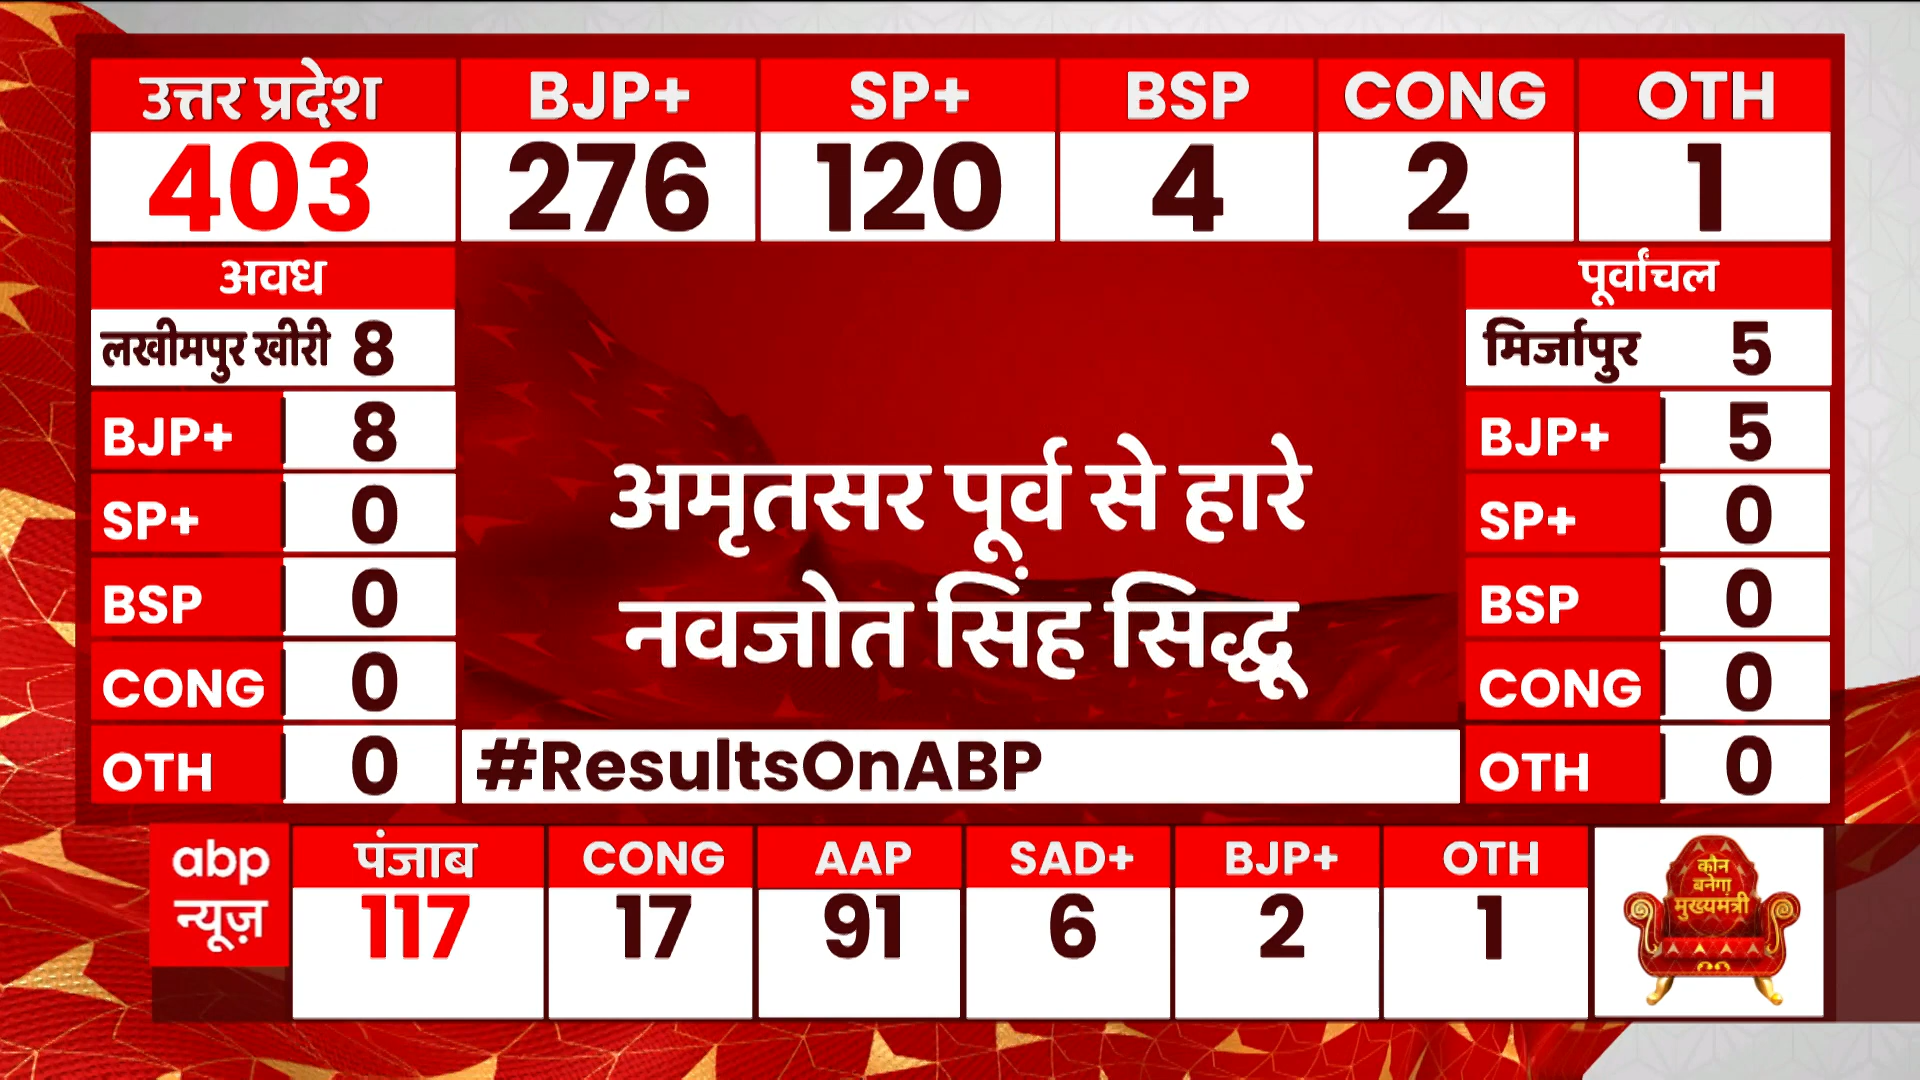 उत्तर प्रदेश BJP+ SP+ BSP CONG OTH
403 276 120 4 2 1
अवध
लखीमपुर खीरी 8
BJP+ 8
SP+ 0
BSP 0
CONG 0
OTH 0
अमृतसर पूर्व से हारे
नवजोत सिंह सिद्धू
#ResultsOnABP
पूर्वांचल
मिर्जापुर 5
BJP+ 5
SP+ 0
BSP 0
CONG 0
OTH 0
abp
न्यूज़
पंजाब CONG AAP SAD+ BJP+ OTH
117 17 91 6 2 1
कौन
बनेगा
मुख्यमंत्री